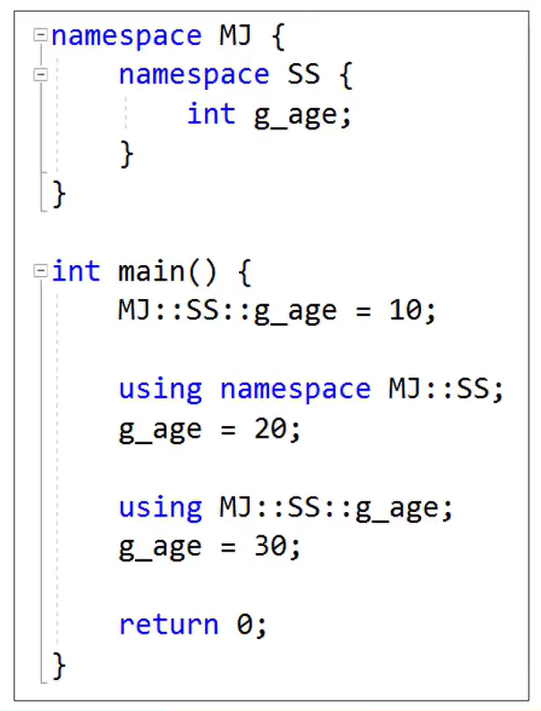 namespace MJ {
    namespace SS {
        int g_age;
    }
}

int main() {
    MJ::SS::g_age = 10;

    using namespace MJ::SS;
    g_age = 20;

    using MJ::SS::g_age;
    g_age = 30;

    return 0;
}